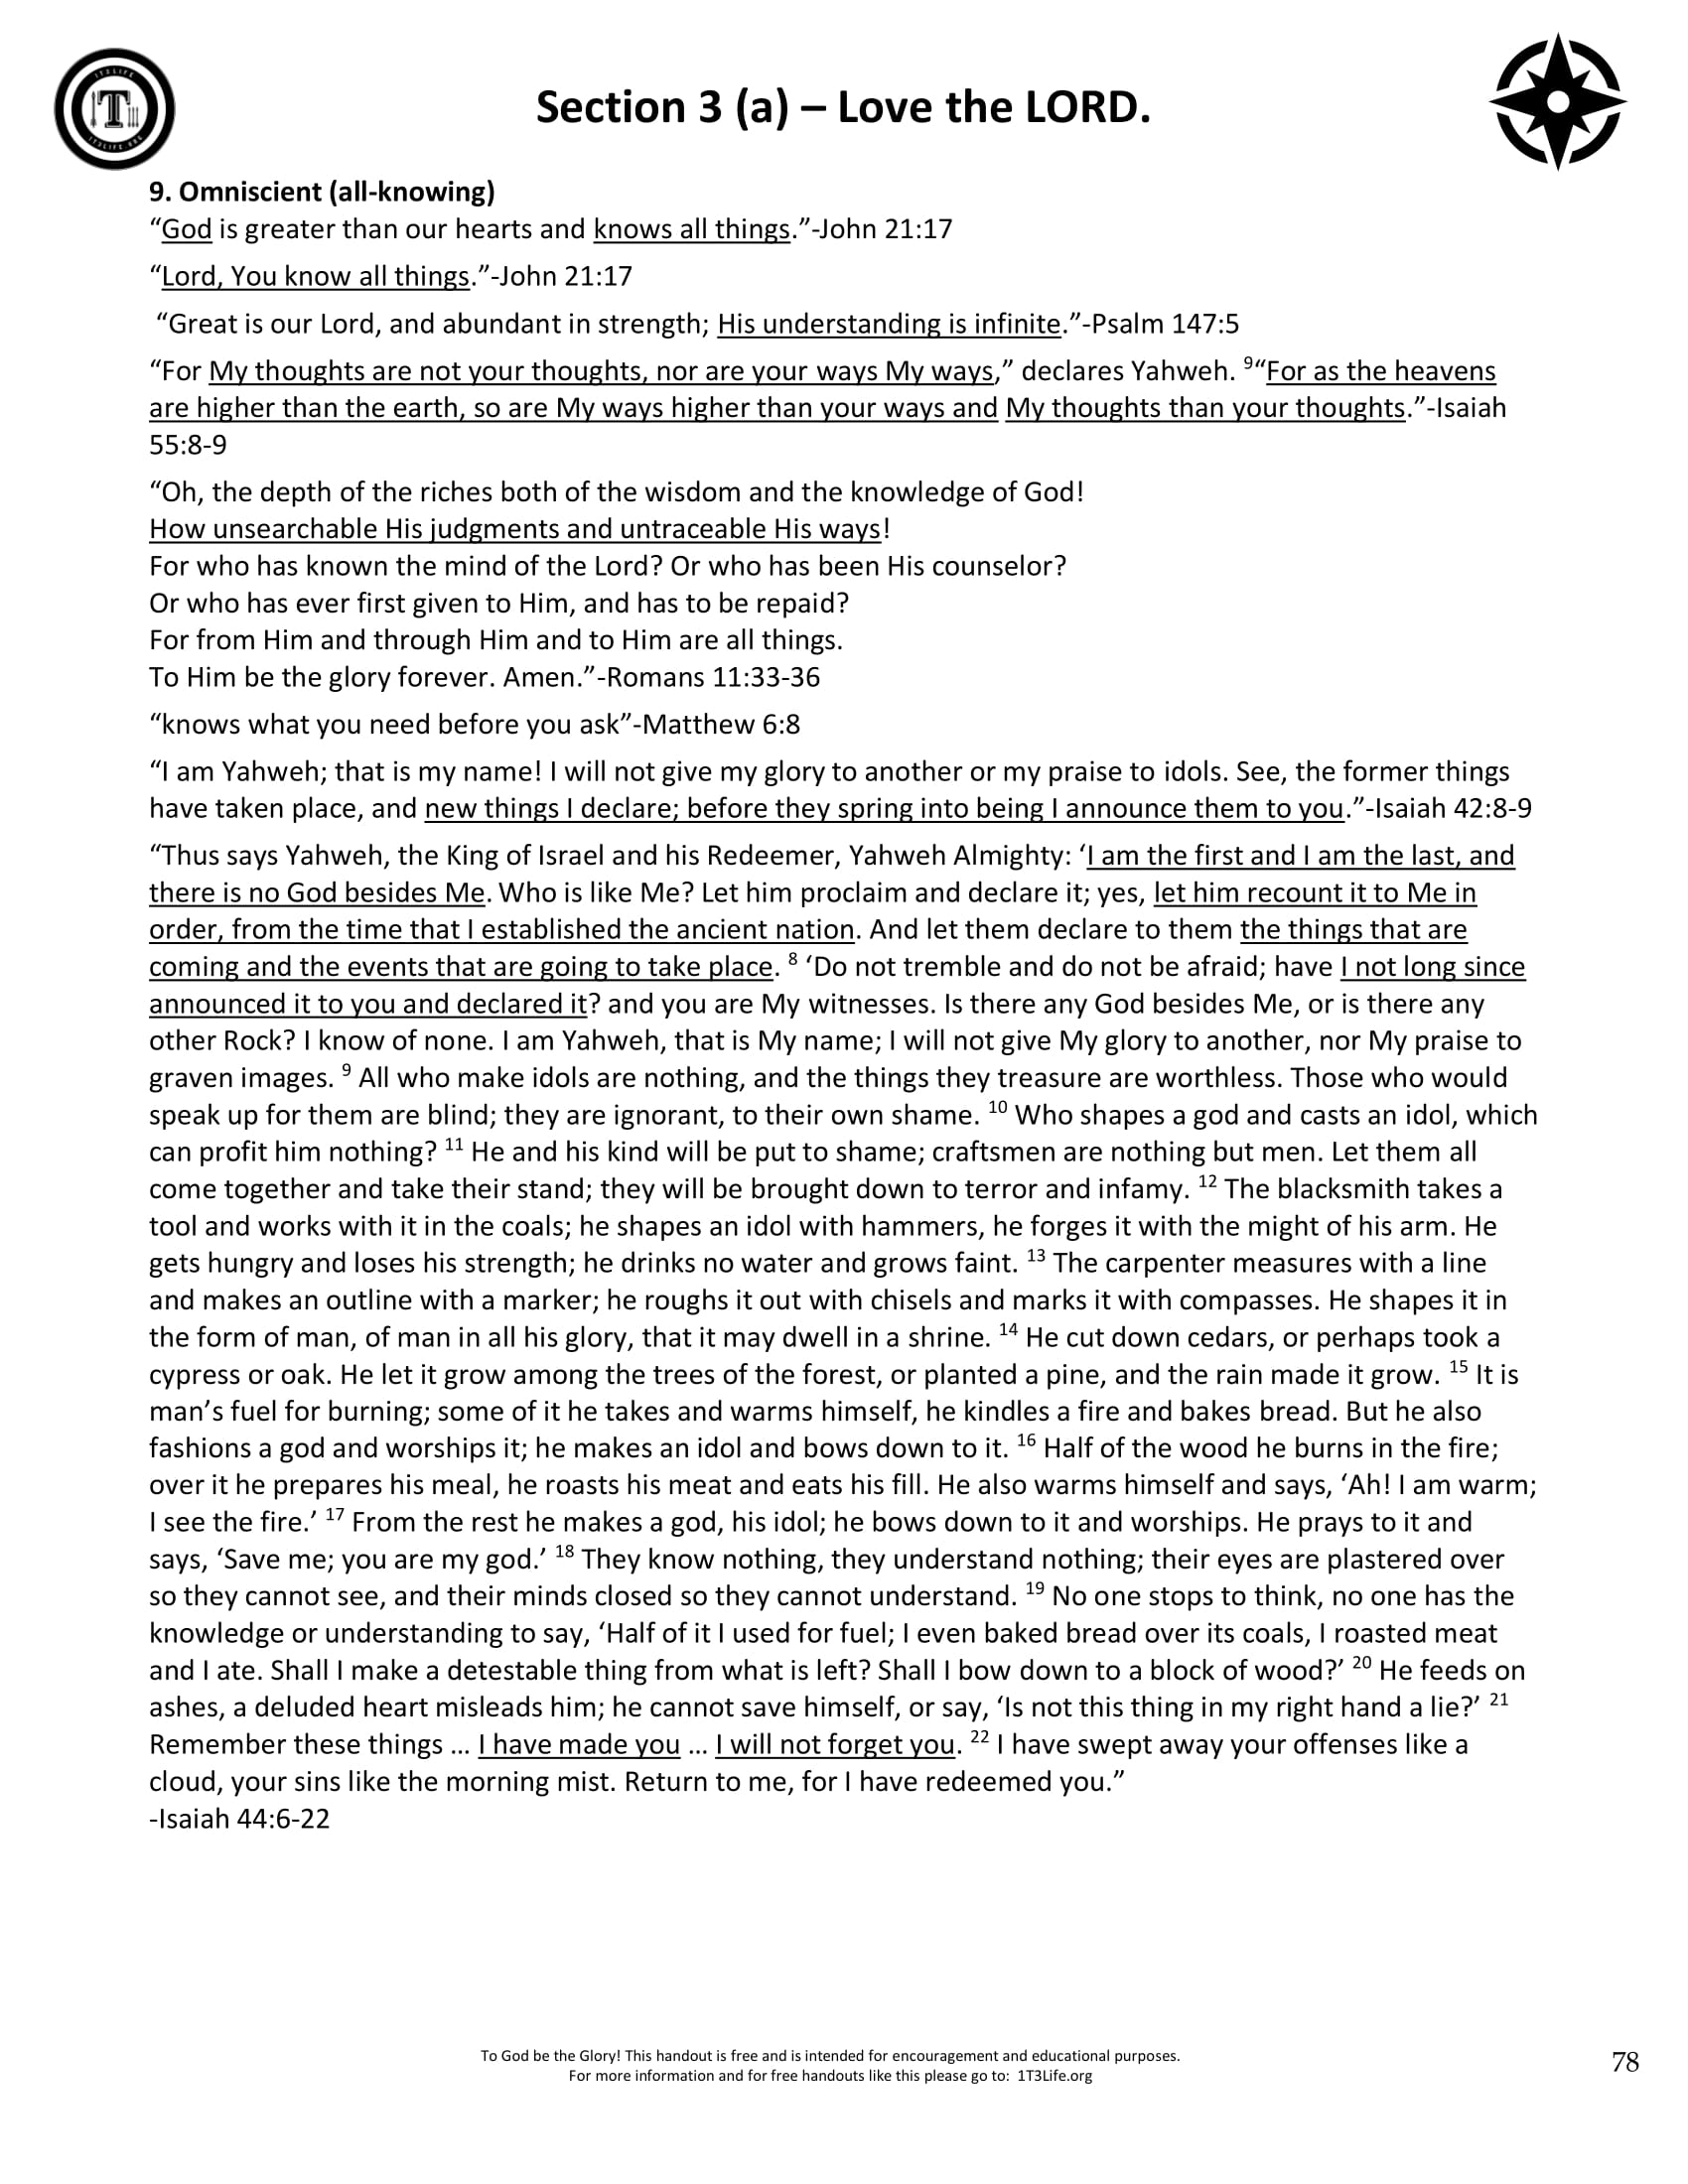 Section 3 (a) – Love the LORD.
9. Omniscient (all-knowing)
“God is greater than our hearts and knows all things.”-John 21:17
“Lord, You know all things.”-John 21:17
“Great is our Lord, and abundant in strength; His understanding is infinite.”-Psalm 147:5
“For My thoughts are not your thoughts, nor are your ways My ways,” declares Yahweh. 9“For as the heavens
are higher than the earth, so are My ways higher than your ways and My thoughts than your thoughts.”-Isaiah
55:8-9
“Oh, the depth of the riches both of the wisdom and the knowledge of God!
How unsearchable His judgments and untraceable His ways!
For who has known the mind of the Lord? Or who has been His counselor?
Or who has ever first given to Him, and has to be repaid?
For from Him and through Him and to Him are all things.
To Him be the glory forever. Amen.”-Romans 11:33-36
“knows what you need before you ask”-Matthew 6:8
“I am Yahweh; that is my name! I will not give my glory to another or my praise to idols. See, the former things
have taken place, and new things I declare; before they spring into being I announce them to you.”-Isaiah 42:8-9
“Thus says Yahweh, the King of Israel and his Redeemer, Yahweh Almighty: ‘I am the first and I am the last, and
there is no God besides Me. Who is like Me? Let him proclaim and declare it; yes, let him recount it to Me in
order, from the time that I established the ancient nation. And let them declare to them the things that are
coming and the events that are going to take place. 8 ‘Do not tremble and do not be afraid; have I not long since
announced it to you and declared it? and you are My witnesses. Is there any God besides Me, or is there any
other Rock? I know of none. I am Yahweh, that is My name; I will not give My glory to another, nor My praise to
graven images. 9 All who make idols are nothing, and the things they treasure are worthless. Those who would
speak up for them are blind; they are ignorant, to their own shame. 10 Who shapes a god and casts an idol, which
can profit him nothing? 11 He and his kind will be put to shame; craftsmen are nothing but men. Let them all
come together and take their stand; they will be brought down to terror and infamy. 12 The blacksmith takes a
tool and works with it in the coals; he shapes an idol with hammers, he forges it with the might of his arm. He
gets hungry and loses his strength; he drinks no water and grows faint. 13 The carpenter measures with a line
and makes an outline with a marker; he roughs it out with chisels and marks it with compasses. He shapes it in
the form of man, of man in all his glory, that it may dwell in a shrine. 14 He cut down cedars, or perhaps took a
cypress or oak. He let it grow among the trees of the forest, or planted a pine, and the rain made it grow. 15 It is
man’s fuel for burning; some of it he takes and warms himself, he kindles a fire and bakes bread. But he also
fashions a god and worships it; he makes an idol and bows down to it. 16 Half of the wood he burns in the fire;
over it he prepares his meal, he roasts his meat and eats his fill. He also warms himself and says, ‘Ah! I am warm;
I see the fire.’ 17 From the rest he makes a god, his idol; he bows down to it and worships. He prays to it and
says, ‘Save me; you are my god.’ 18 They know nothing, they understand nothing; their eyes are plastered over
so they cannot see, and their minds closed so they cannot understand. 19 No one stops to think, no one has the
knowledge or understanding to say, ‘Half of it I used for fuel; I even baked bread over its coals, I roasted meat
and I ate. Shall I make a detestable thing from what is left? Shall I bow down to a block of wood?’ 20 He feeds on
ashes, a deluded heart misleads him; he cannot save himself, or say, ‘Is not this thing in my right hand a lie?’ 21
Remember these things … I have made you … I will not forget you. 22 I have swept away your offenses like a
cloud, your sins like the morning mist. Return to me, for I have redeemed you.”
-Isaiah 44:6-22
To God be the Glory! This handout is free and is intended for encouragement and educational purposes.
For more information and for free handouts like this please go to: 1T3Life.org
78